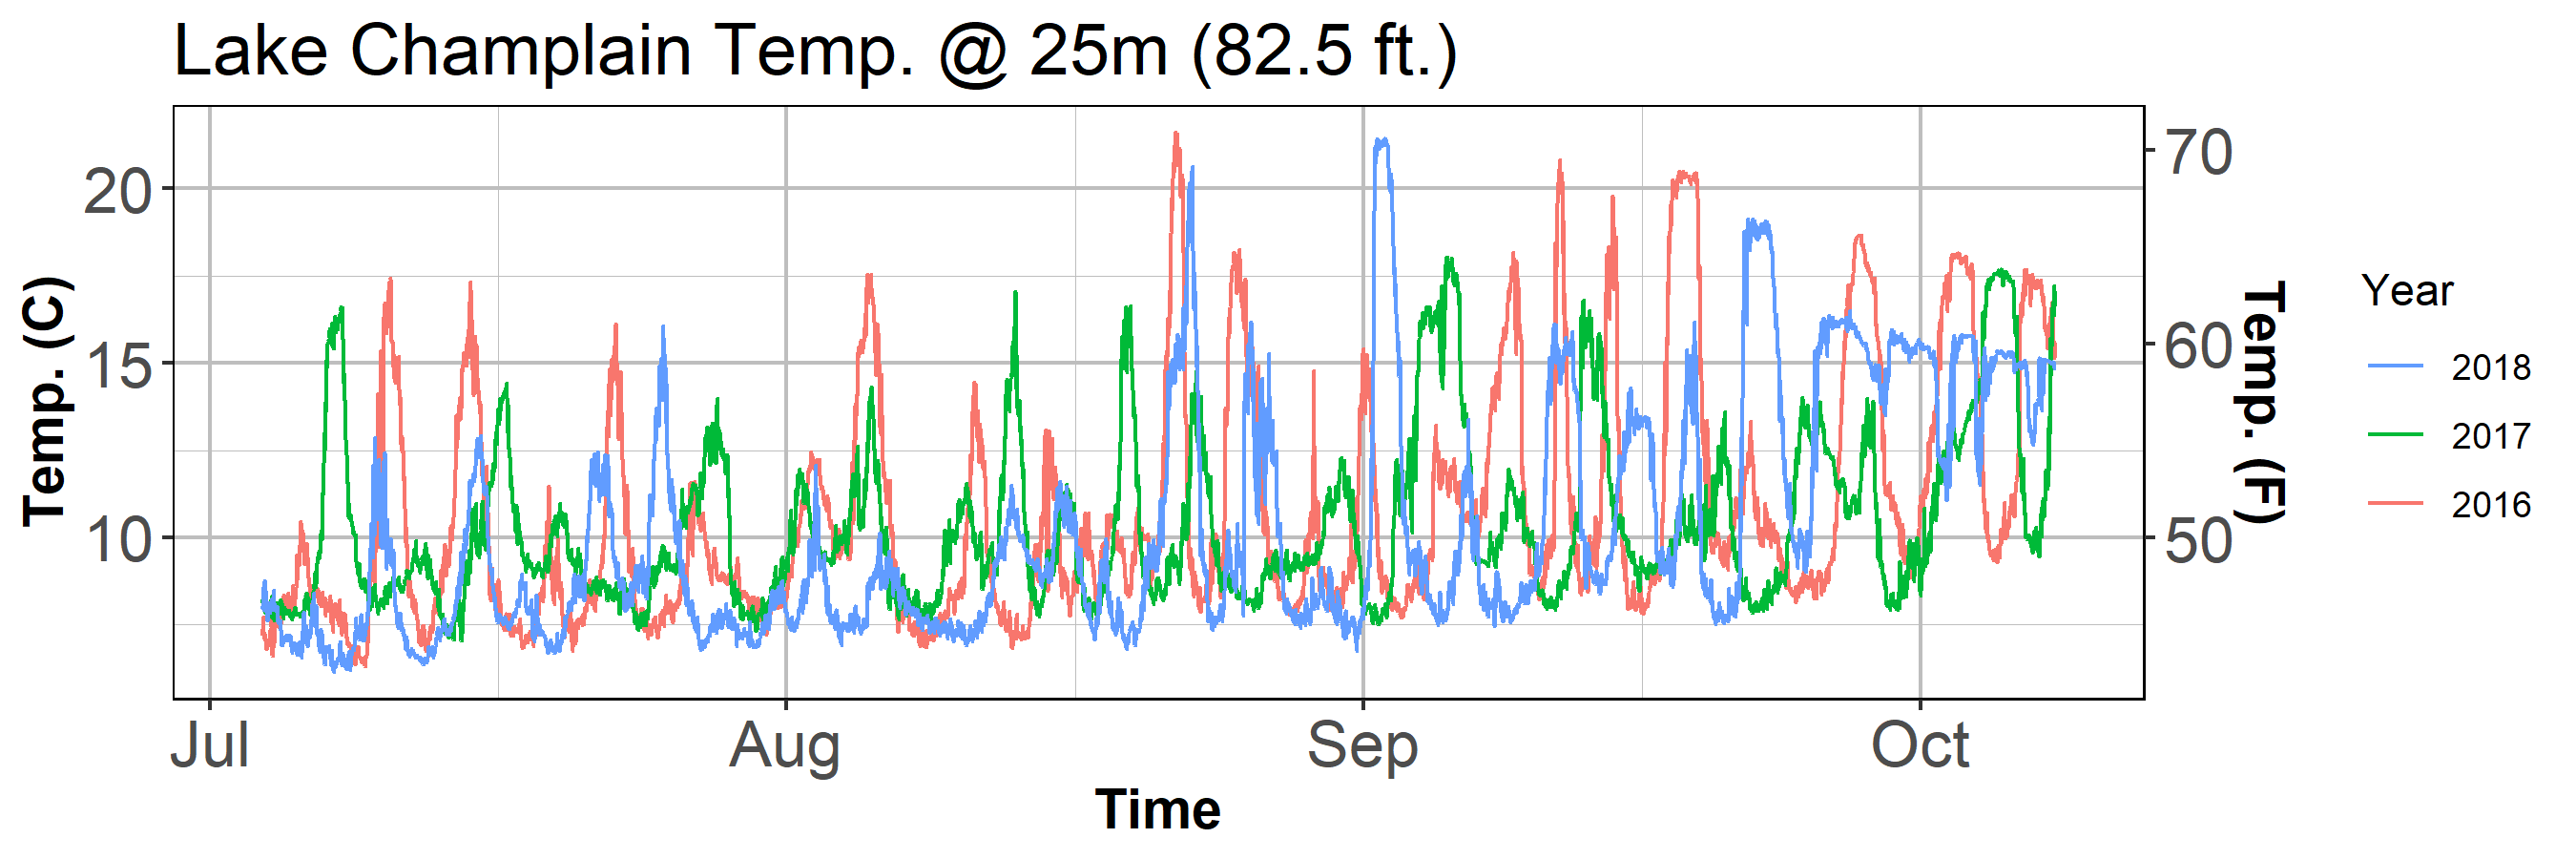 Lake Champlain Temp. @ 25m (82.5 ft.)
Temp. (C)
20
15
10
70
60
50
Temp. (F)
Jul
Aug
Sep
Oct
Time
Year
2018
2017
2016